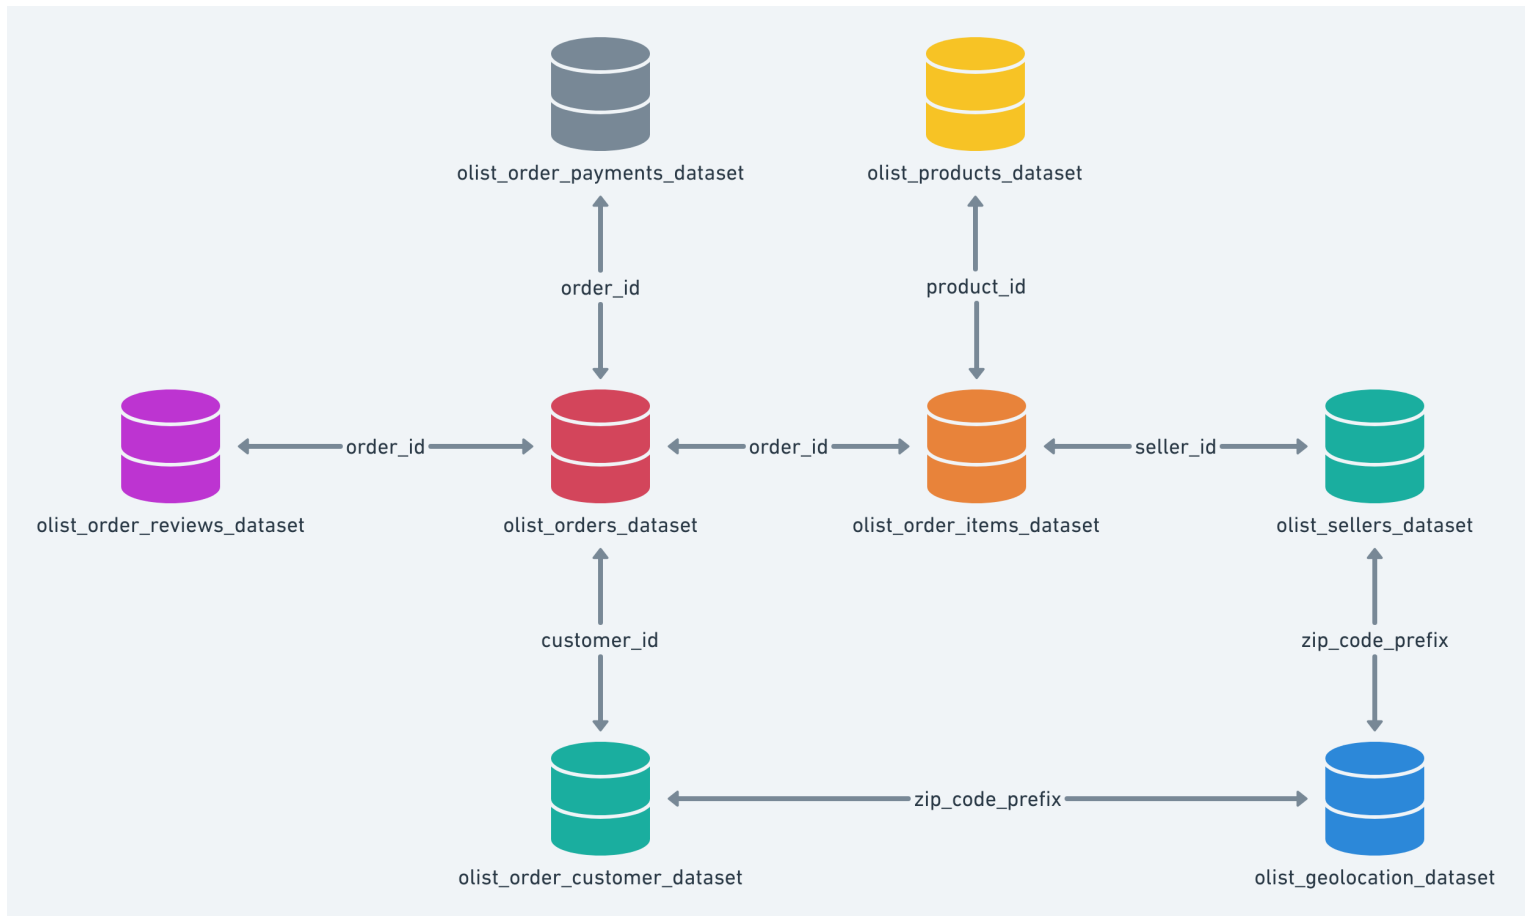 olist_order_payments_dataset
olist_products_dataset
order_id
product_id
order_id
order_id
seller_id
olist_order_reviews_dataset
olist_orders_dataset
olist_order_items_dataset
olist_sellers_dataset
customer_id
zip_code_prefix
zip_code_prefix
olist_order_customer_dataset
olist_geolocation_dataset